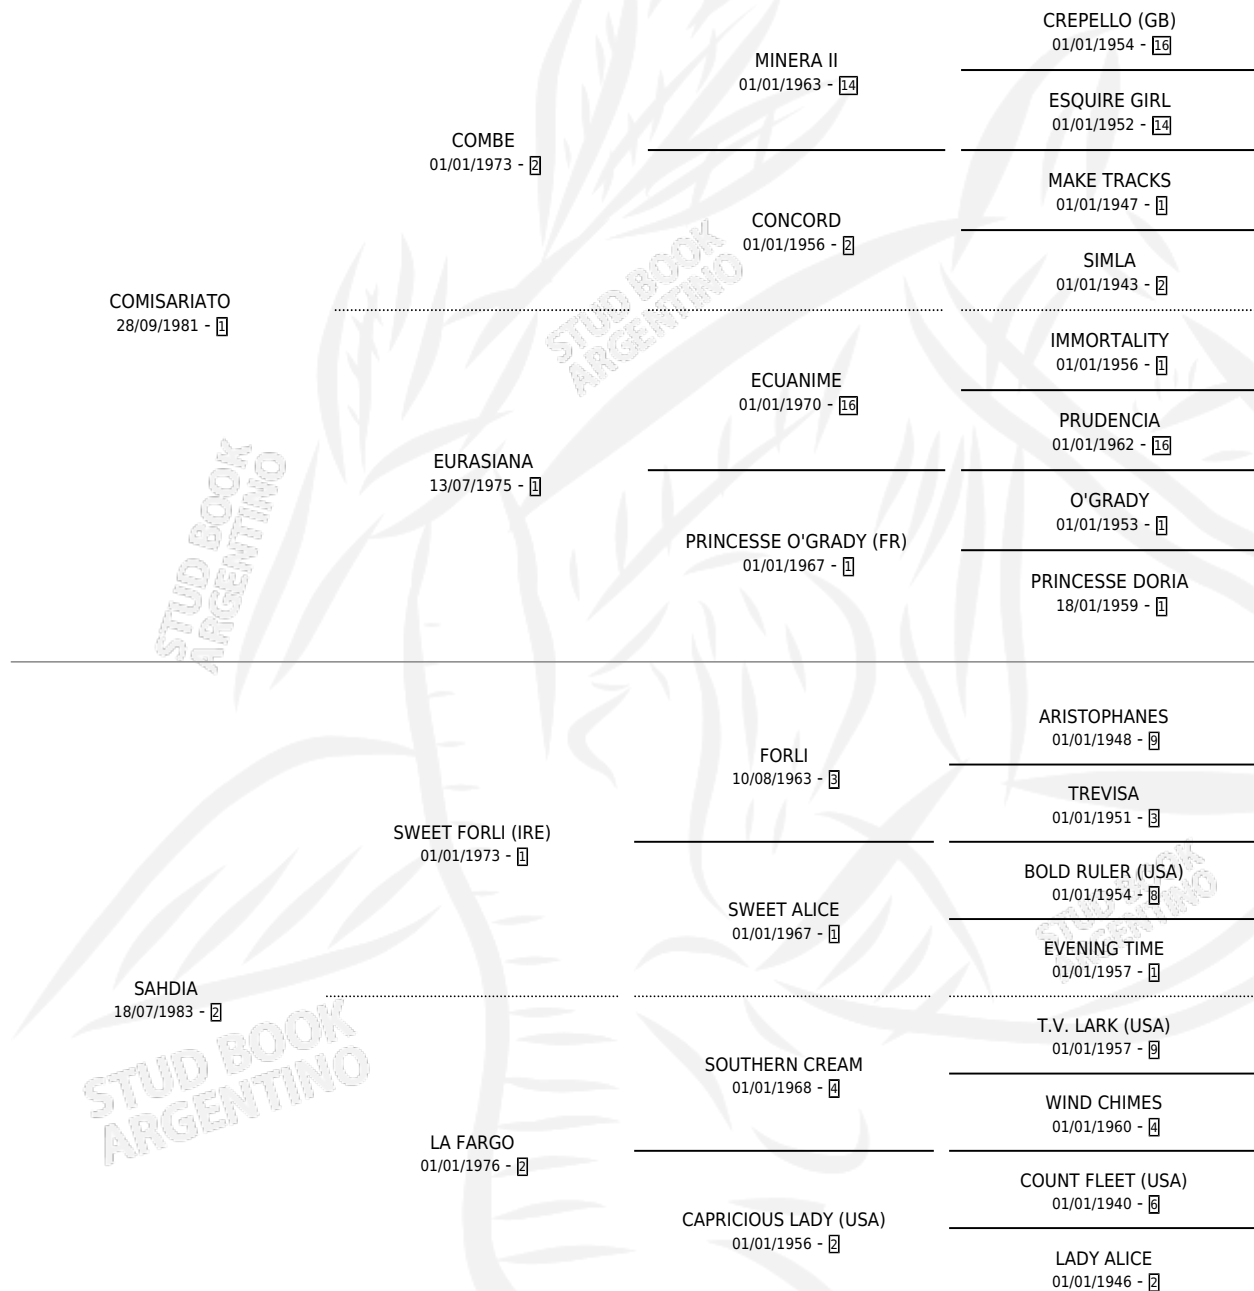 COMISARIATO
28/09/1981 - 1
COMBE
01/01/1973 - 2
EURASIANA
13/07/1975 - 1
MINERA II
01/01/1963 - 14
CONCORD
01/01/1956 - 2
ECUANIME
01/01/1970 - 16
PRINCESSE O'GRADY (FR)
01/01/1967 - 1
CREPELLO (GB)
01/01/1954 - 16
ESQUIRE GIRL
01/01/1952 - 14
MAKE TRACKS
01/01/1947 - 1
SIMLA
01/01/1943 - 2
IMMORTALITY
01/01/1956 - 1
PRUDENCIA
01/01/1962 - 16
O'GRADY
01/01/1953 - 1
PRINCESSE DORIA
18/01/1959 - 1
STUD BOOK
ARGENTINO
STUD BOOK
ARGENTINO
SAHDIA
18/07/1983 - 2
SWEET FORLI (IRE)
01/01/1973 - 1
LA FARGO
01/01/1976 - 2
FORLI
10/08/1963 - 3
SWEET ALICE
01/01/1967 - 1
SOUTHERN CREAM
01/01/1968 - 4
CAPRICIOUS LADY (USA)
01/01/1956 - 2
ARISTOPHANES
01/01/1948 - 9
TREVISA
01/01/1951 - 3
BOLD RULER (USA)
01/01/1954 - 8
EVENING TIME
01/01/1957 - 1
T.V. LARK (USA)
01/01/1957 - 9
WIND CHIMES
01/01/1960 - 4
COUNT FLEET (USA)
01/01/1940 - 6
LADY ALICE
01/01/1946 - 2
STUD BOOK
ARGENTINO
STUD BOOK
ARGENTINO